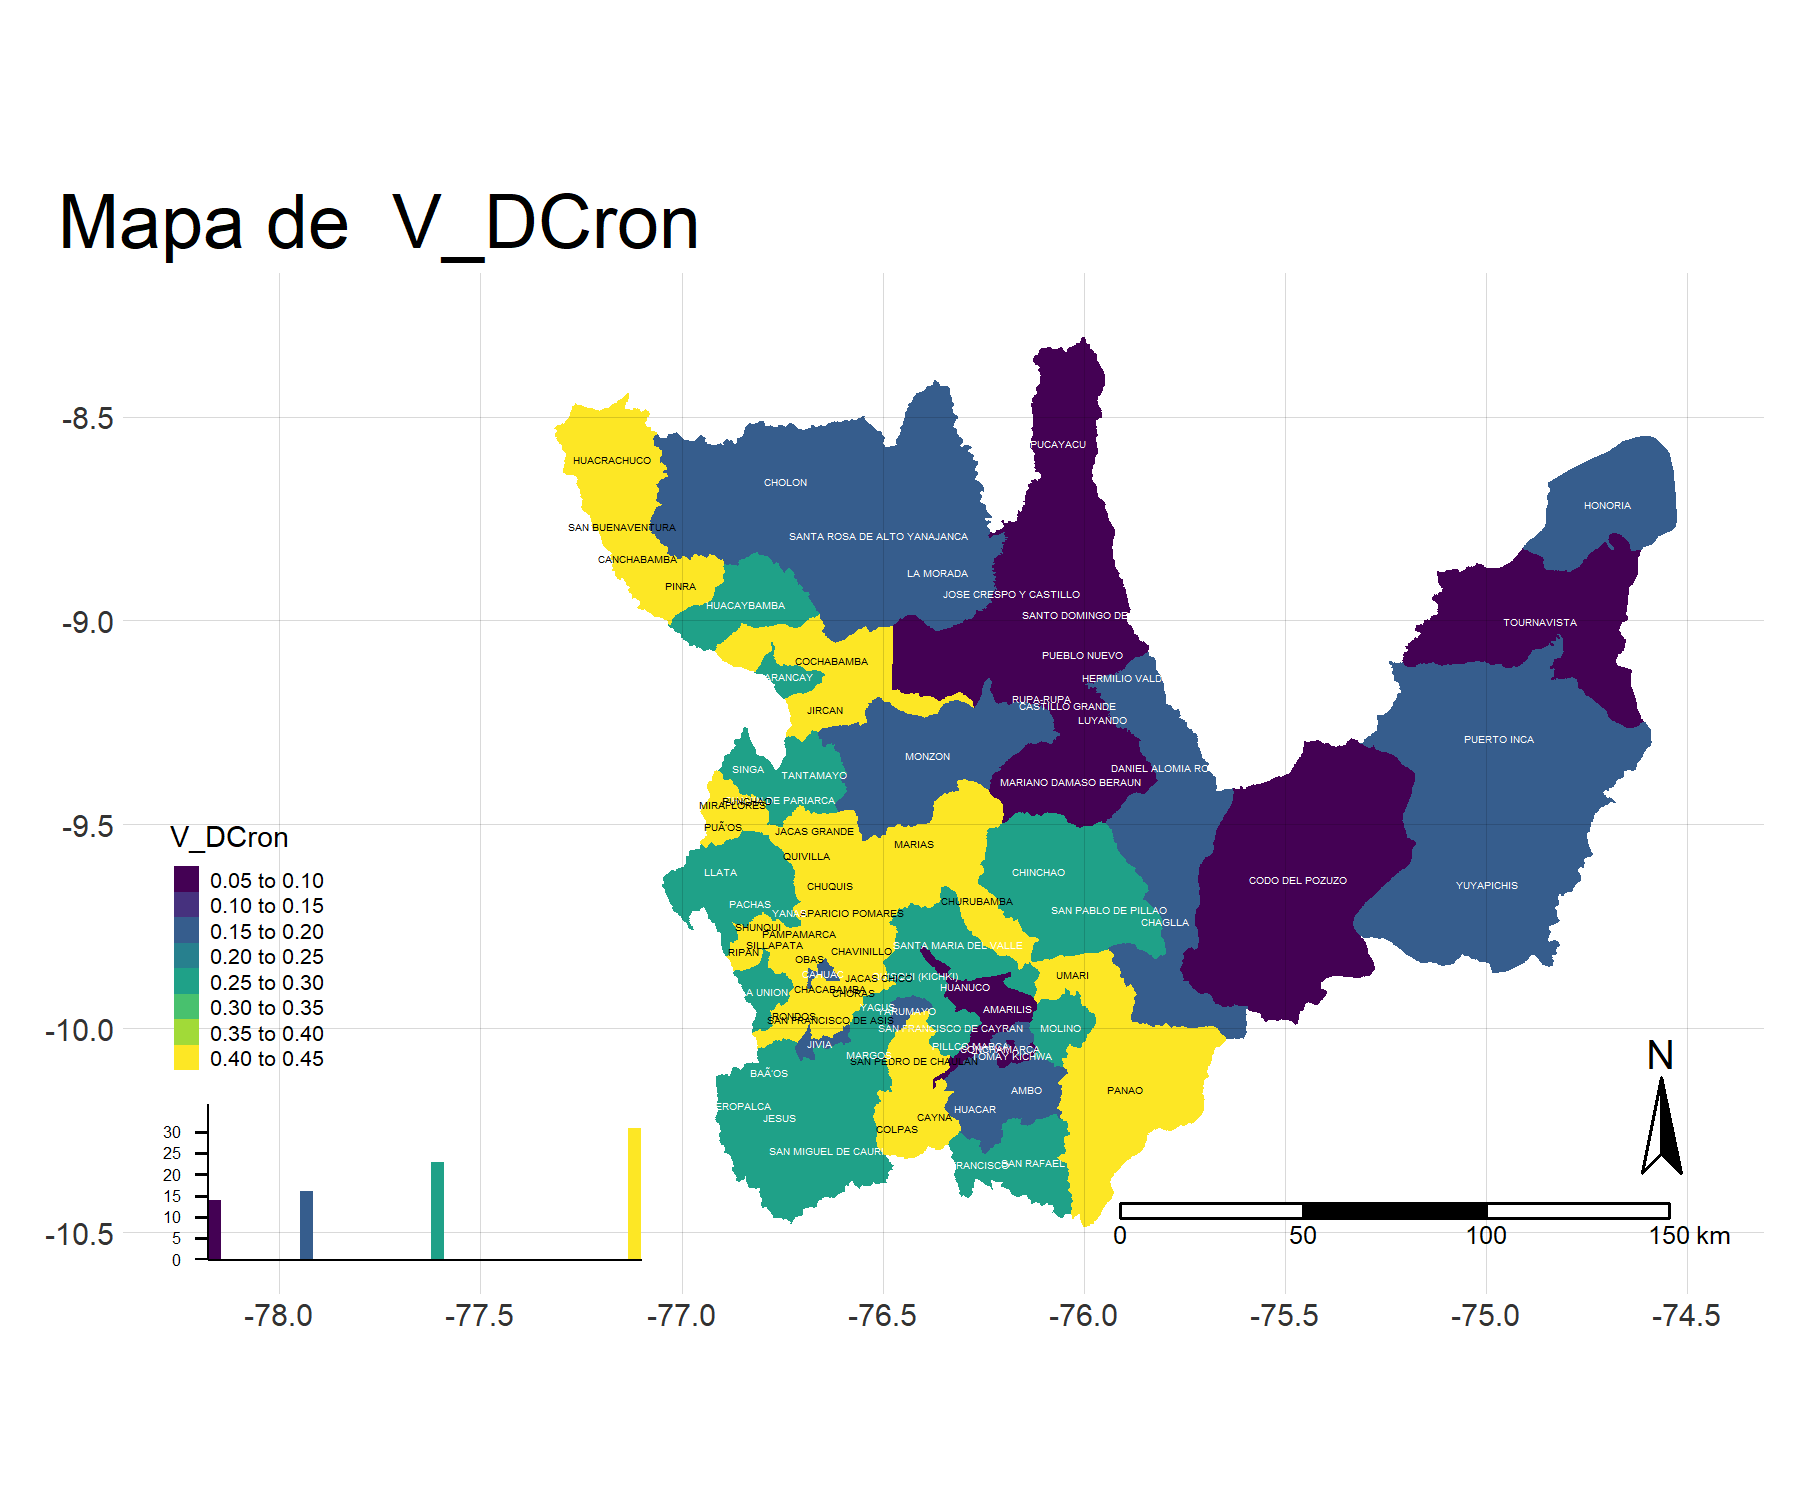 Mapa de  V_DCron
-8.5
-9.0
-9.5
-10.0
-10.5
-78.0
-77.5
-77.0
-76.5
-76.0
-75.5
-75.0
-74.5
PUCAYACU
HUACRACHUCO
CHOLON
HONORIA
SAN BUENAVENTURA
SANTA ROSA DE ALTO YANAJANCA
CANCHABAMBA
LA MORADA
PINRA
JOSE CRESPO Y CASTILLO
HUACAYBAMBA
SANTO DOMINGO DE
TOURNAVISTA
COCHABAMBA
PUEBLO NUEVO
ARANCAY
HERMILIO VALD
RUPA-RUPA
CASTILLO GRANDE
JIRCAN
LUYANDO
PUERTO INCA
MONZON
SINGA
TANTAMAYO
DANIEL ALOMIA RO
MARIANO DAMASO BERAUN
DE PARIARCA
MIRAFLORES
PUÃ'OS
JACAS GRANDE
MARIAS
QUIVILLA
LLATA
CHINCHAO
CODO DEL POZUZO
CHUQUIS
YUYAPICHIS
CHURUBAMBA
PACHAS
APARICIO POMARES
SAN PABLO DE PILLAO
CHAGLLA
SHUNQUI
PAMPAMARCA
SILLAPATA
SANTA MARIA DEL VALLE
RIPAN
CHAVINILLO
OBAS
CAHUAC
JACAS CHICO
(KICHKI)
UMARI
HUANUCO
A UNION
CHACABAMBA
CHORAS
YACUS
YARUMAYO
AMARILIS
RONDOS
SAN FRANCISCO DE ASIS
SAN FRANCISCO DE CAYRAN
MOLINO
JIVIA
PILLCO MARCA
CONCHAMARCA
MARGOS
TOMAY KICHWA
SAN PEDRO DE CHAULAN
BAÃ'OS
AMBO
PANAO
EROPALCA
HUACAR
JESUS
CAYNA
COLPAS
SAN MIGUEL DE CAURI
RANCISCO
SAN RAFAEL
V_DCron
0.05 to 0.10
0.10 to 0.15
0.15 to 0.20
0.20 to 0.25
0.25 to 0.30
0.30 to 0.35
0.35 to 0.40
0.40 to 0.45
30
25
20
15
10
5
0
N
0
50
100
150 km